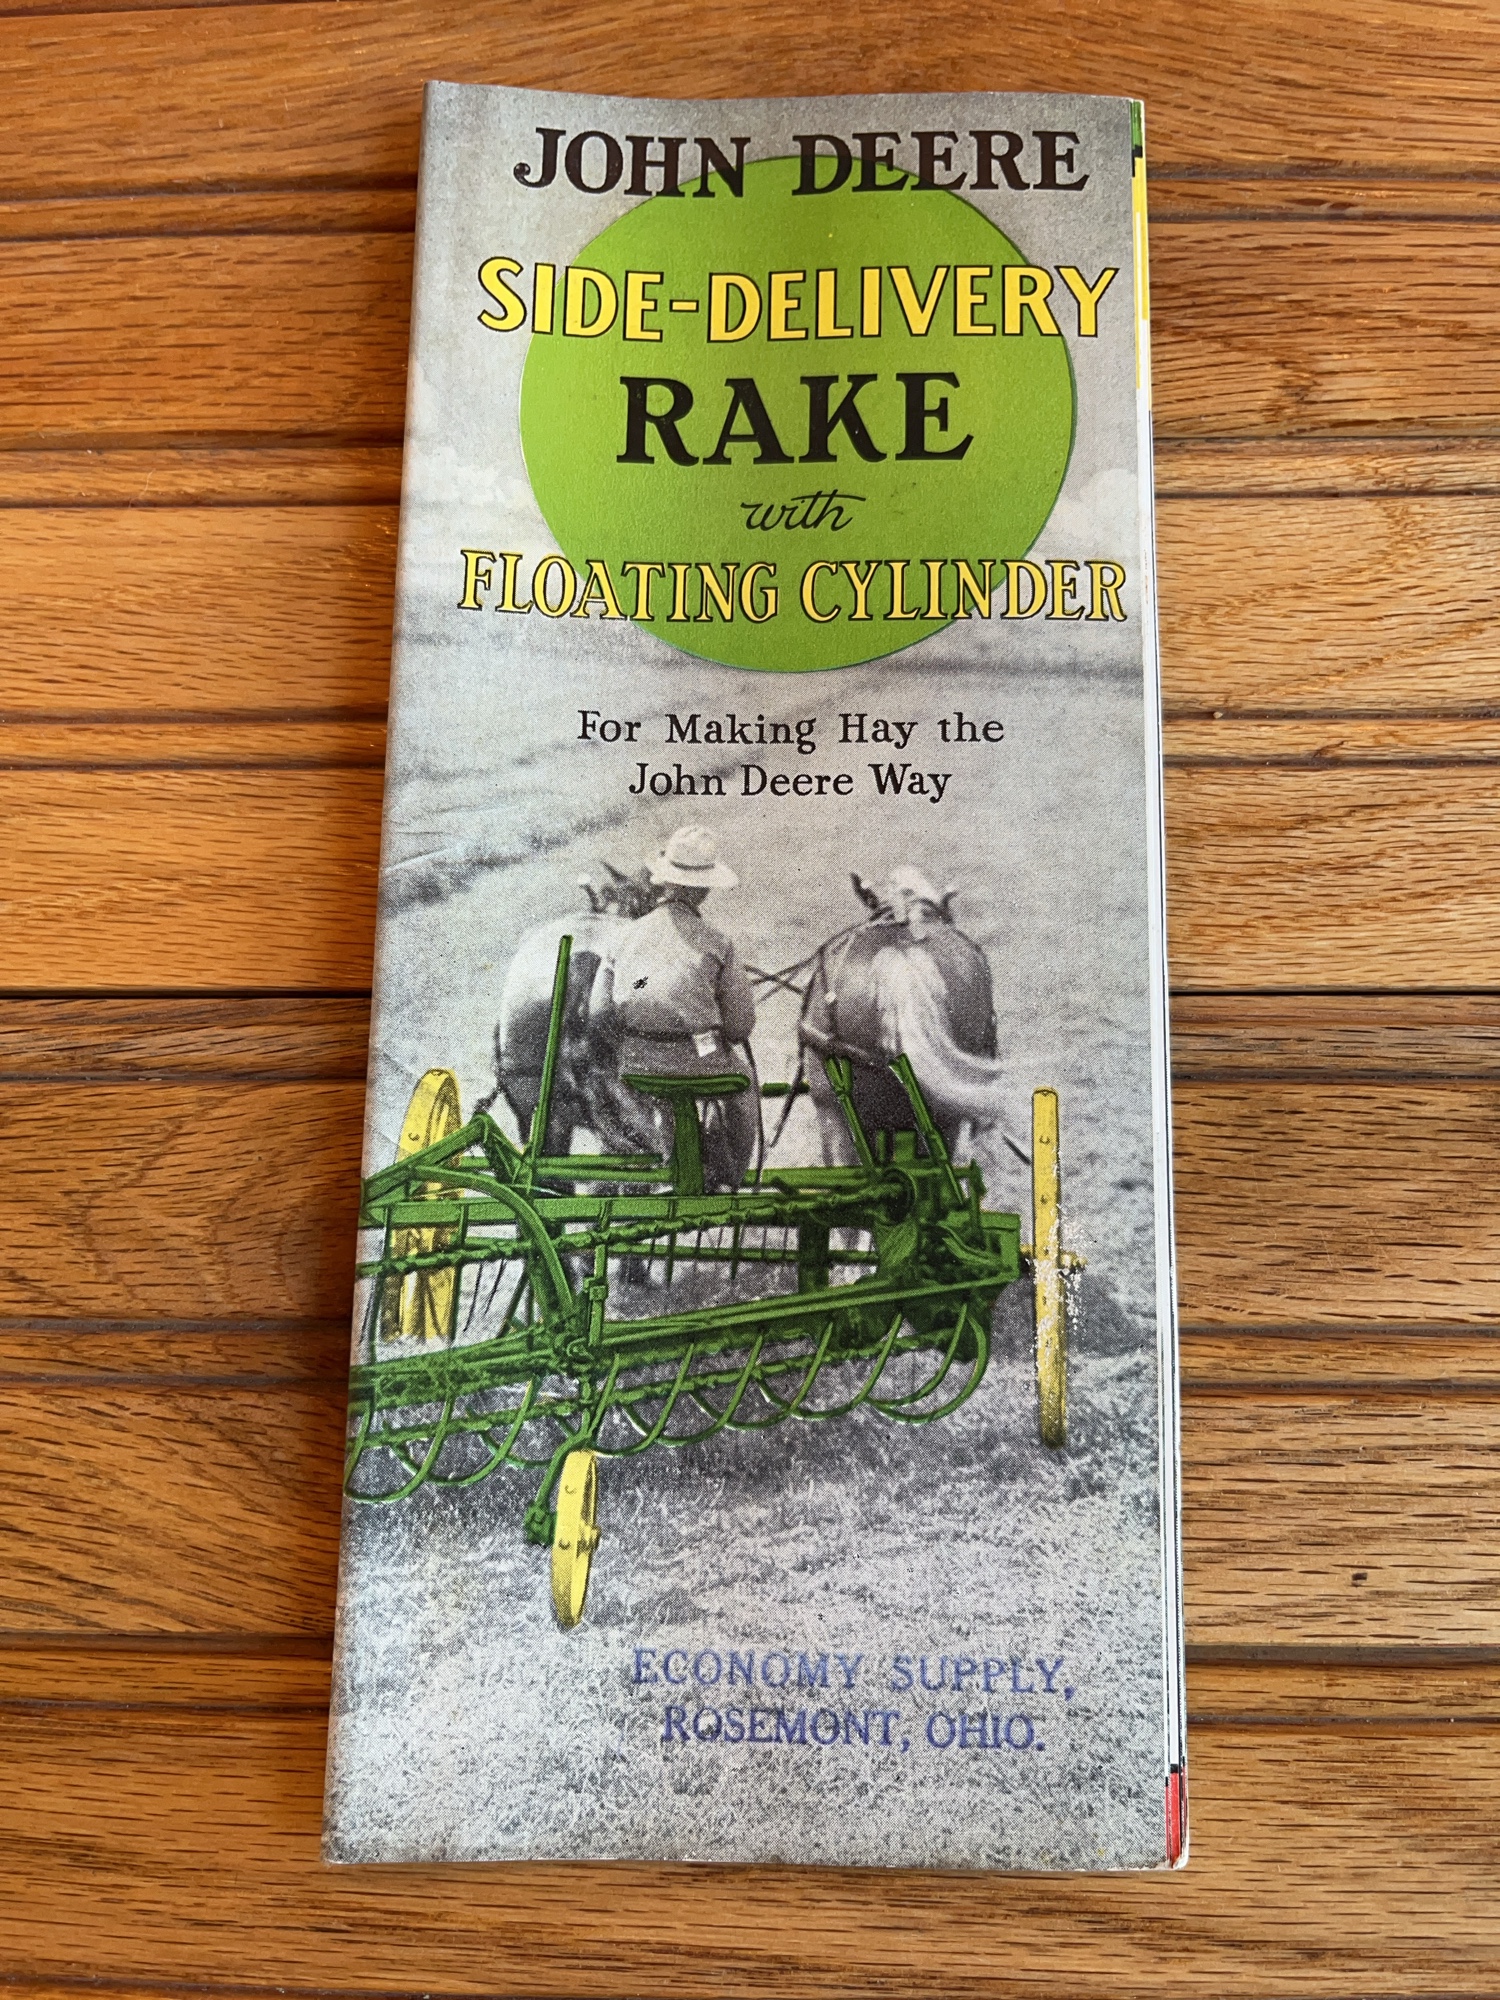 JOHN DEERE
SIDE-DELIVERY
RAKE
with
FLOATING CYLINDER
For Making Hay the
John Deere Way
ECONOMY SUPPLY,
ROSEMONT, OHIO.